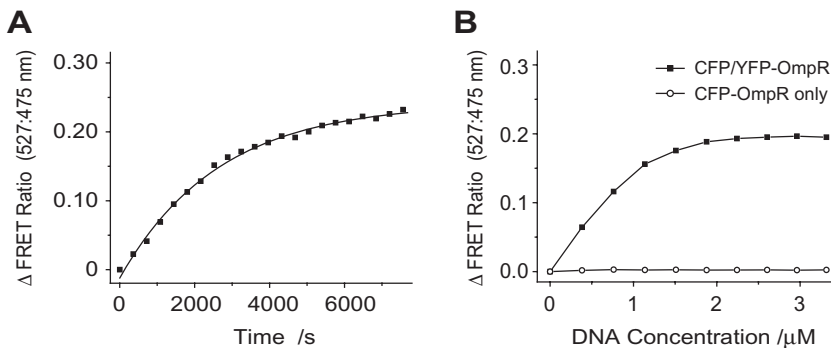 A
Δ FRET Ratio (527:475 nm)
0.30
0.20
0.10
0
0
2000
4000
6000
Time /s
B
Δ FRET Ratio (527:475 nm)
0.3
0.2
0.1
0.0
CFP/YFP-OmpR
CFP-OmpR only
0
1
2
3
DNA Concentration /μM